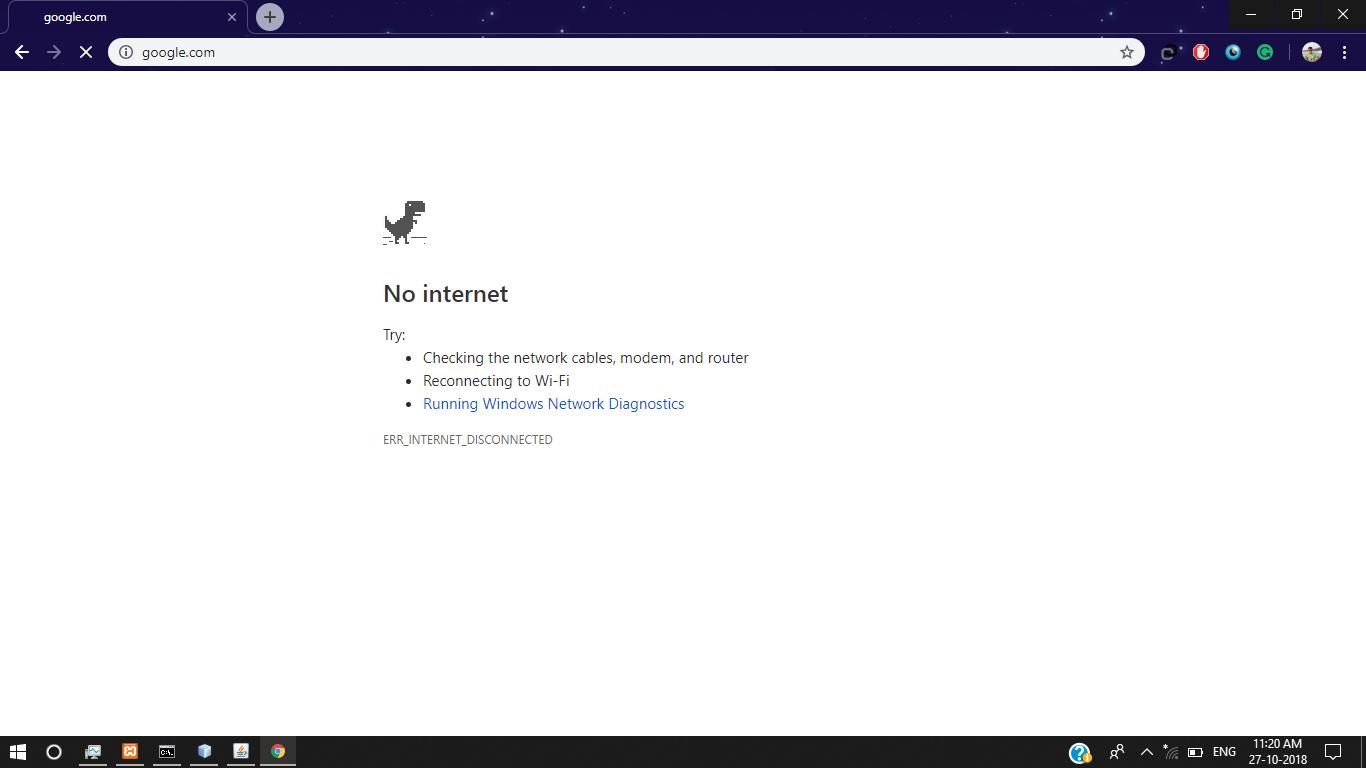 google.com
google.com
No internet
Try:
• Checking the network cables, modem, and router
• Reconnecting to Wi-Fi
• Running Windows Network Diagnostics
ERR_INTERNET_DISCONNECTED
ENG
11:20 AM
27-10-2018